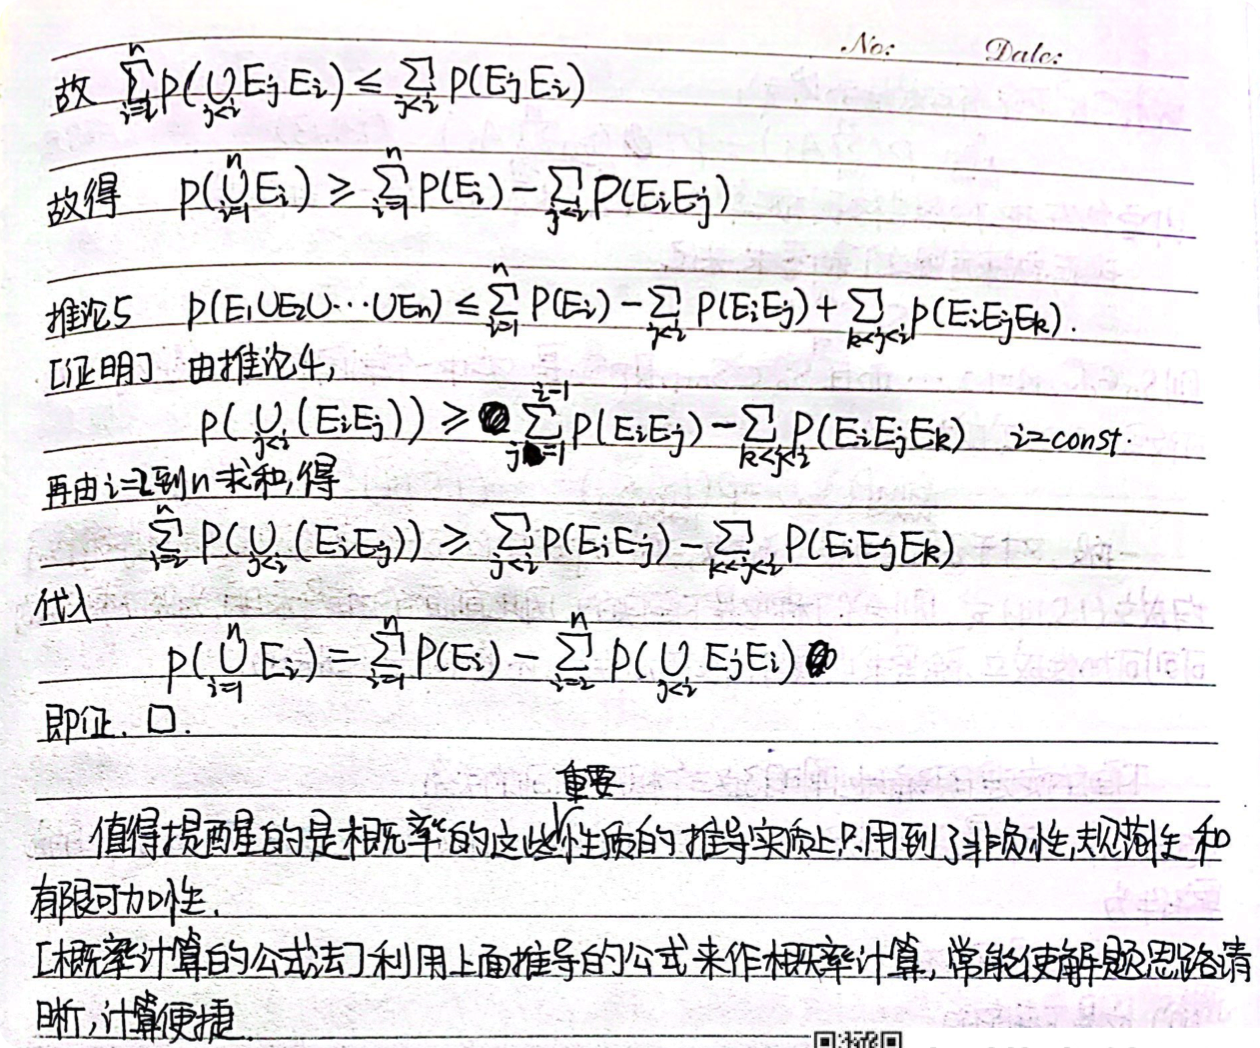 No: Date:
故 $\sum_{i=2}^{n} P(\bigcup_{j<i} E_j E_i) \leq \sum_{j<i} P(E_j E_i)$
故得 $P(\bigcup_{i=1}^{n} E_i) \geq \sum_{i=1}^{n} P(E_i) - \sum_{j<i} P(E_i E_j)$
推论5 $P(E_1 \cup E_2 \cup \cdots \cup E_n) \leq \sum_{i=1}^{n} P(E_i) - \sum_{j<i} P(E_i E_j) + \sum_{k<j<i} P(E_i E_j E_k)$.
[证明] 由推论4,
$P(\bigcup_{j<i} (E_i E_j)) \geq \sum_{j=1}^{i-1} P(E_i E_j) - \sum_{k<j<i} P(E_i E_j E_k)$ i=const.
再由i=2到n求和,得
$\sum_{i=2}^{n} P(\bigcup_{j<i} (E_i E_j)) \geq \sum_{j<i} P(E_i E_j) - \sum_{k<j<i} P(E_i E_j E_k)$
代入
$P(\bigcup_{i=1}^{n} E_i) = \sum_{i=1}^{n} P(E_i) - \sum_{i=2}^{n} P(\bigcup_{j<i} E_j E_i)$
即证. □.
重要
值得提醒的是概率的这些性质的推导实质上只用到了非负性,规范性和
有限可加性.
[概率计算的公式法] 利用上面推导的公式来作概率计算,常能使解题思路清
晰,计算便捷.